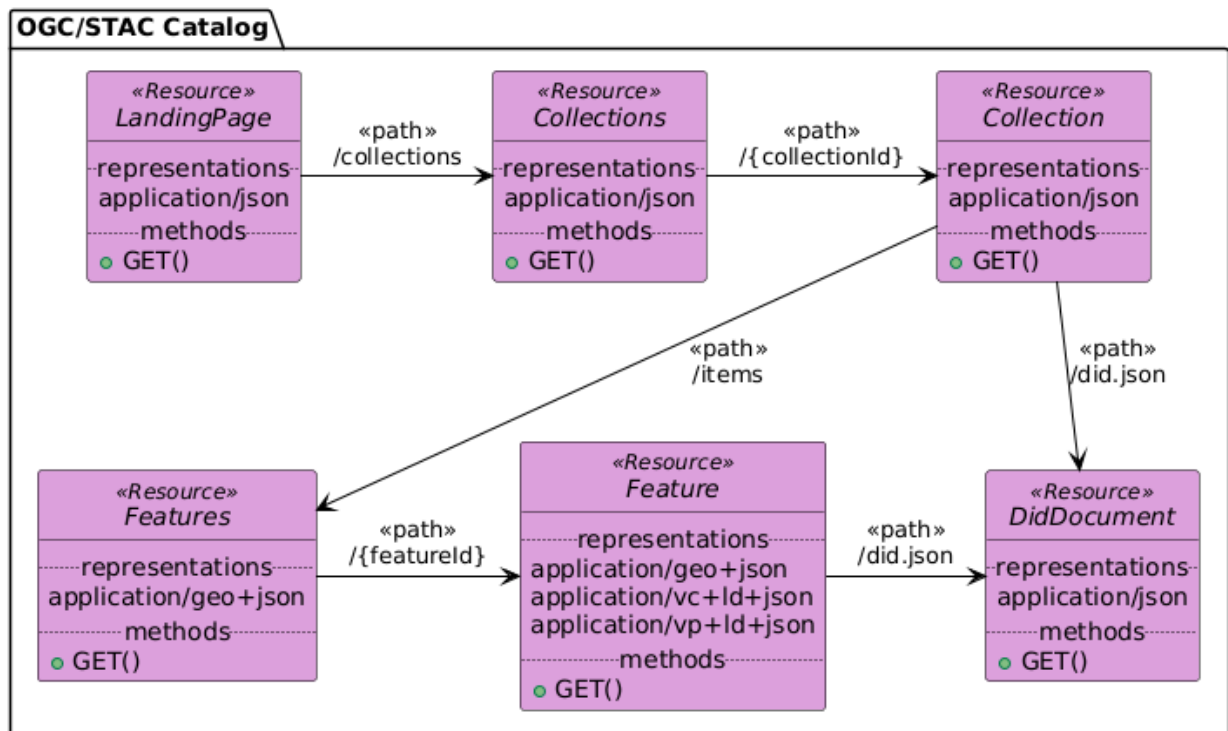 OGC/STAC Catalog
«Resource»
LandingPage
representations
application/json
methods
GET()
«path»
/collections
«Resource»
Collections
representations
application/json
methods
GET()
«path»
/{collectionId}
«Resource»
Collection
representations
application/json
methods
GET()
«path»
/items
«path»
/did.json
«Resource»
Features
representations
application/geo+json
methods
GET()
«path»
/{featureId}
«Resource»
Feature
representations
application/geo+json
application/vc+ld+json
application/vp+ld+json
methods
GET()
«path»
/did.json
«Resource»
DidDocument
representations
application/json
methods
GET()